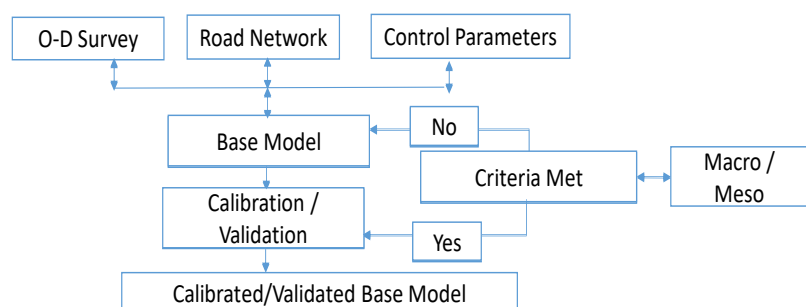 O-D Survey
Road Network
Control Parameters
No
Base Model
Criteria Met
Macro /
Meso
Calibration /
Validation
Yes
Calibrated/Validated Base Model